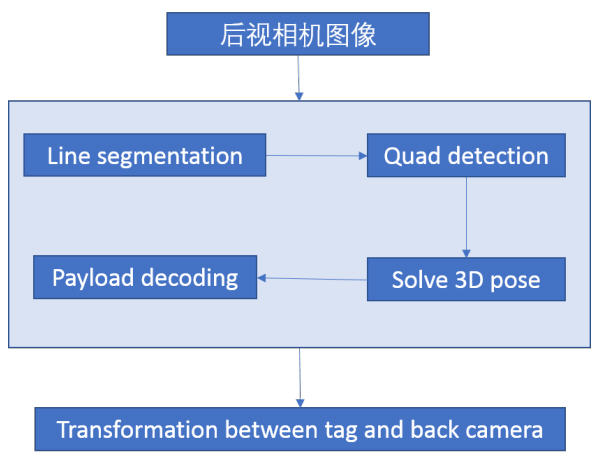 后视相机图像
Line segmentation
Quad detection
Payload decoding
Solve 3D pose
Transformation between tag and back camera